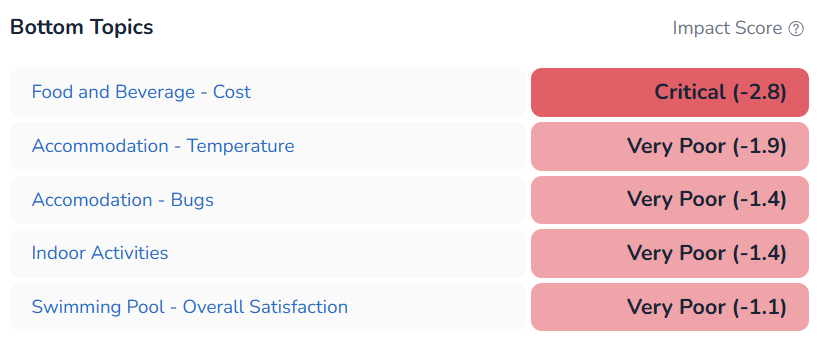 Bottom Topics Impact Score
Food and Beverage - Cost Critical (-2.8)
Accommodation - Temperature Very Poor (-1.9)
Accomodation - Bugs Very Poor (-1.4)
Indoor Activities Very Poor (-1.4)
Swimming Pool - Overall Satisfaction Very Poor (-1.1)